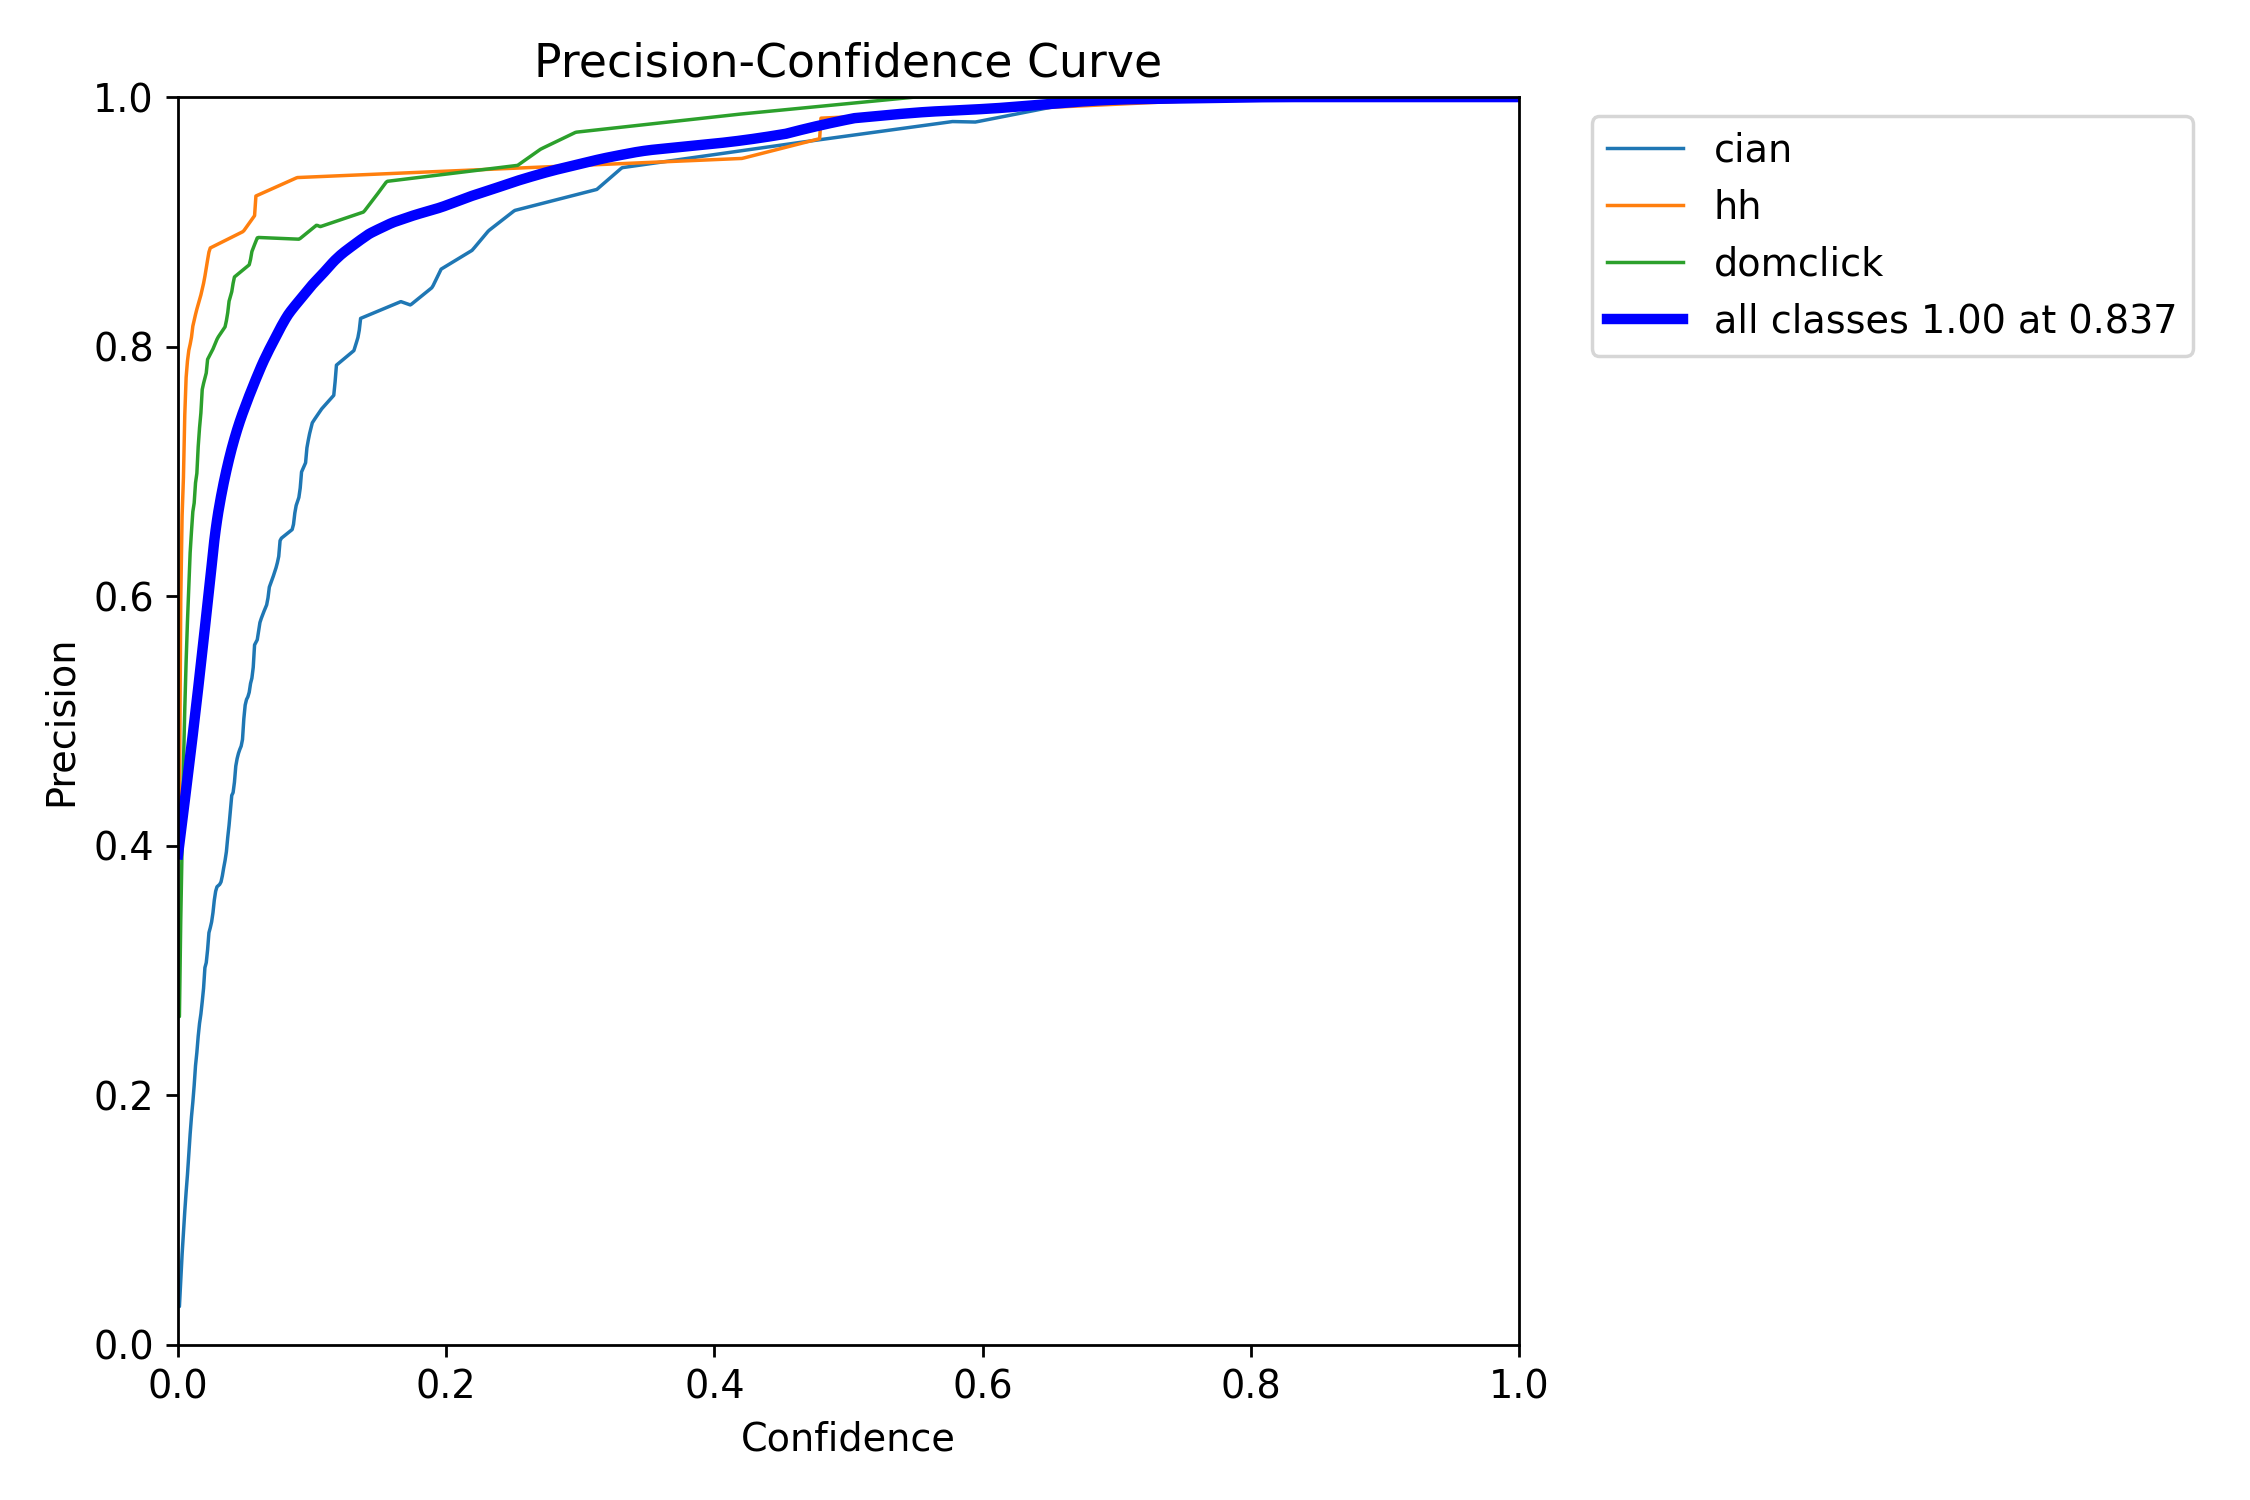 Precision-Confidence Curve
1.0
0.8
0.6
0.4
0.2
0.0
Precision
0.0 0.2 0.4 0.6 0.8 1.0
Confidence
cian
hh
domclick
all classes 1.00 at 0.837